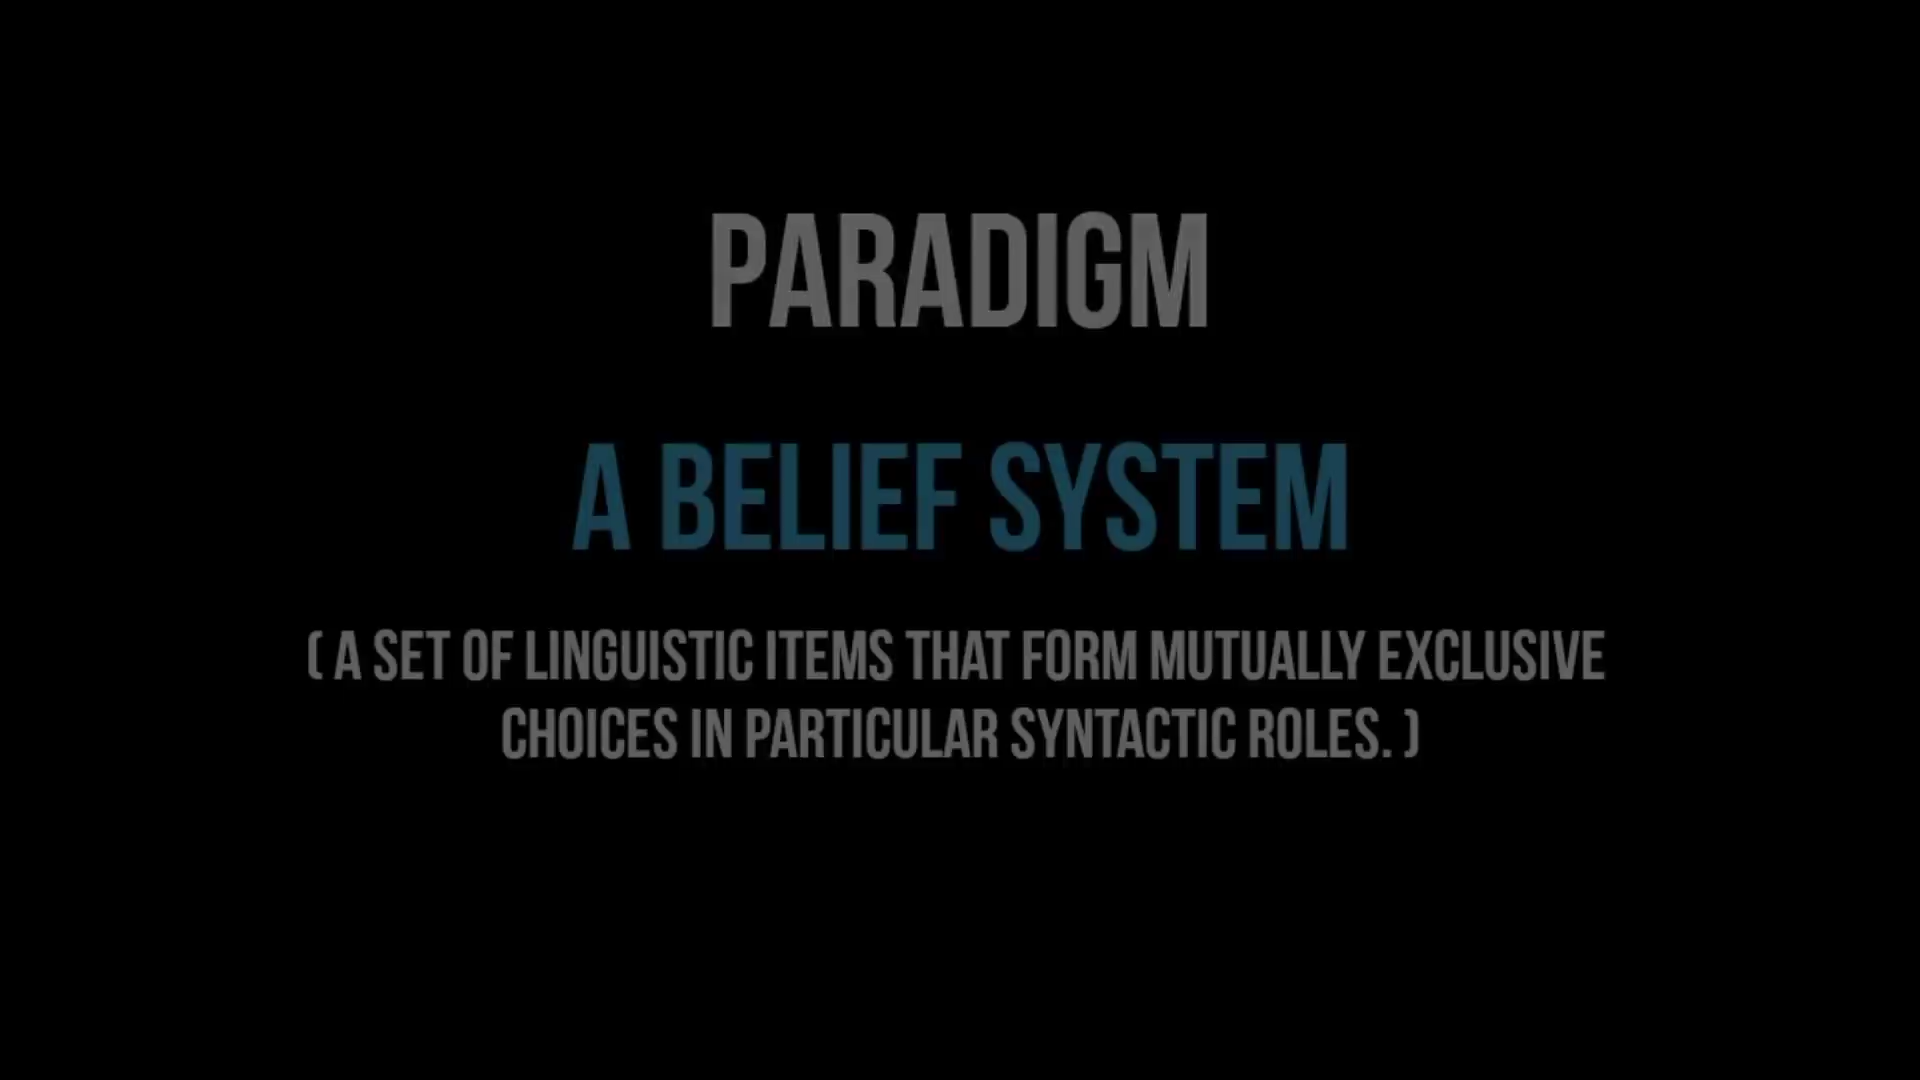 PARADIGM
A BELIEF SYSTEM
( A SET OF LINGUISTIC ITEMS THAT FORM MUTUALLY EXCLUSIVE
CHOICES IN PARTICULAR SYNTACTIC ROLES. )